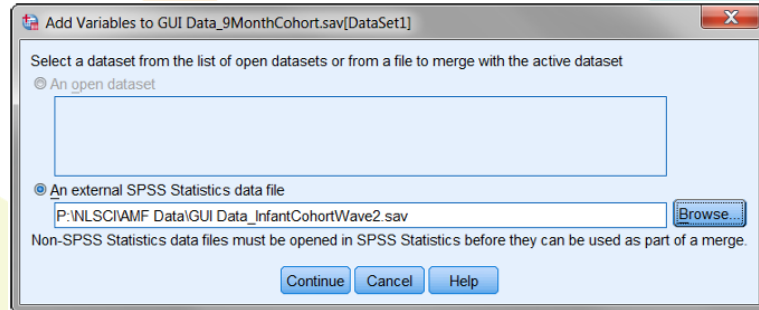 Add Variables to GUI Data_9MonthCohort.sav[DataSet1]
Select a dataset from the list of open datasets or from a file to merge with the active dataset
An open dataset
An external SPSS Statistics data file
P:\NLSCI\AMF Data\GUI Data_InfantCohortWave2.sav
Browse...
Non-SPSS Statistics data files must be opened in SPSS Statistics before they can be used as part of a merge.
Continue Cancel Help